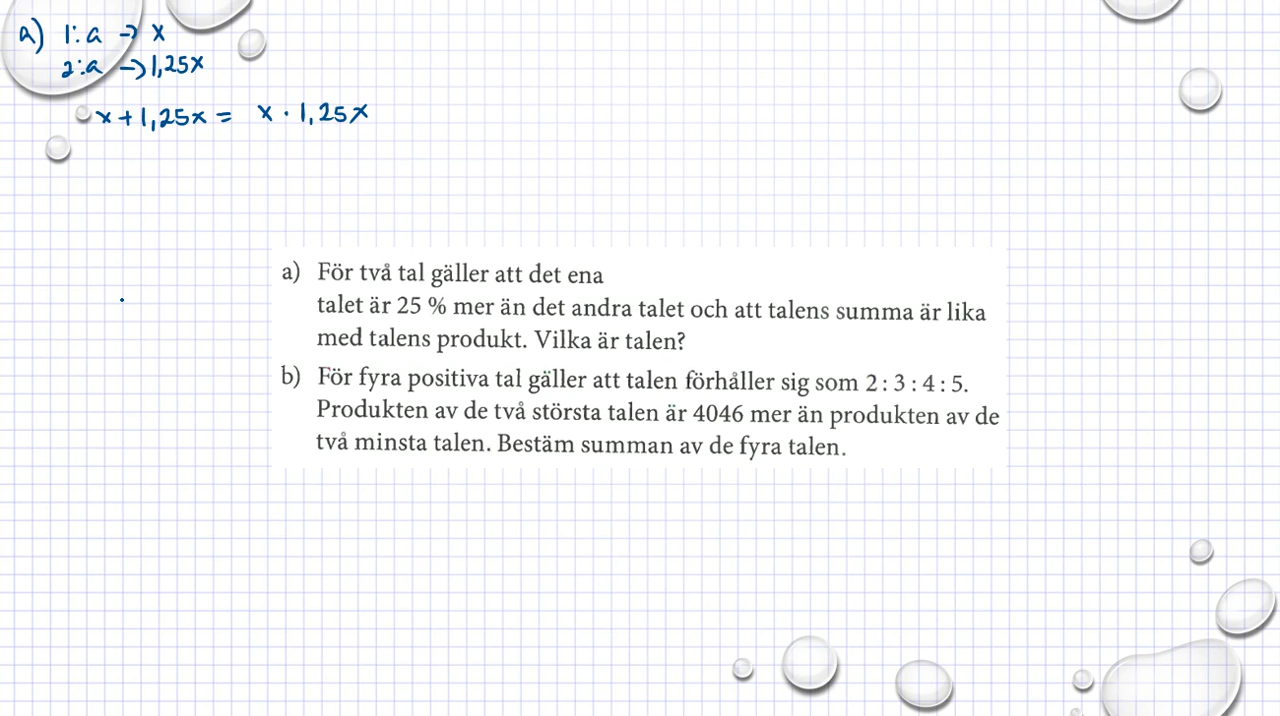 a) 1:a → x
2:a → 1,25x
x + 1,25x = x · 1,25x
a) För två tal gäller att det ena
talet är 25 % mer än det andra talet och att talens summa är lika
med talens produkt. Vilka är talen?
b) För fyra positiva tal gäller att talen förhåller sig som 2 : 3 : 4 : 5.
Produkten av de två största talen är 4046 mer än produkten av de
två minsta talen. Bestäm summan av de fyra talen.